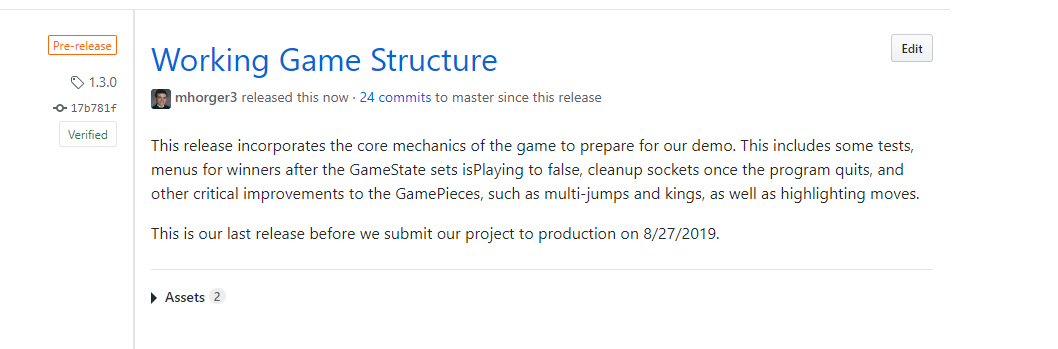 Pre-release
1.3.0
17b781f
Verified
Working Game Structure
Edit
mhorger3 released this now · 24 commits to master since this release
This release incorporates the core mechanics of the game to prepare for our demo. This includes some tests,
menus for winners after the GameState sets isPlaying to false, cleanup sockets once the program quits, and
other critical improvements to the GamePieces, such as multi-jumps and kings, as well as highlighting moves.
This is our last release before we submit our project to production on 8/27/2019.
Assets 2